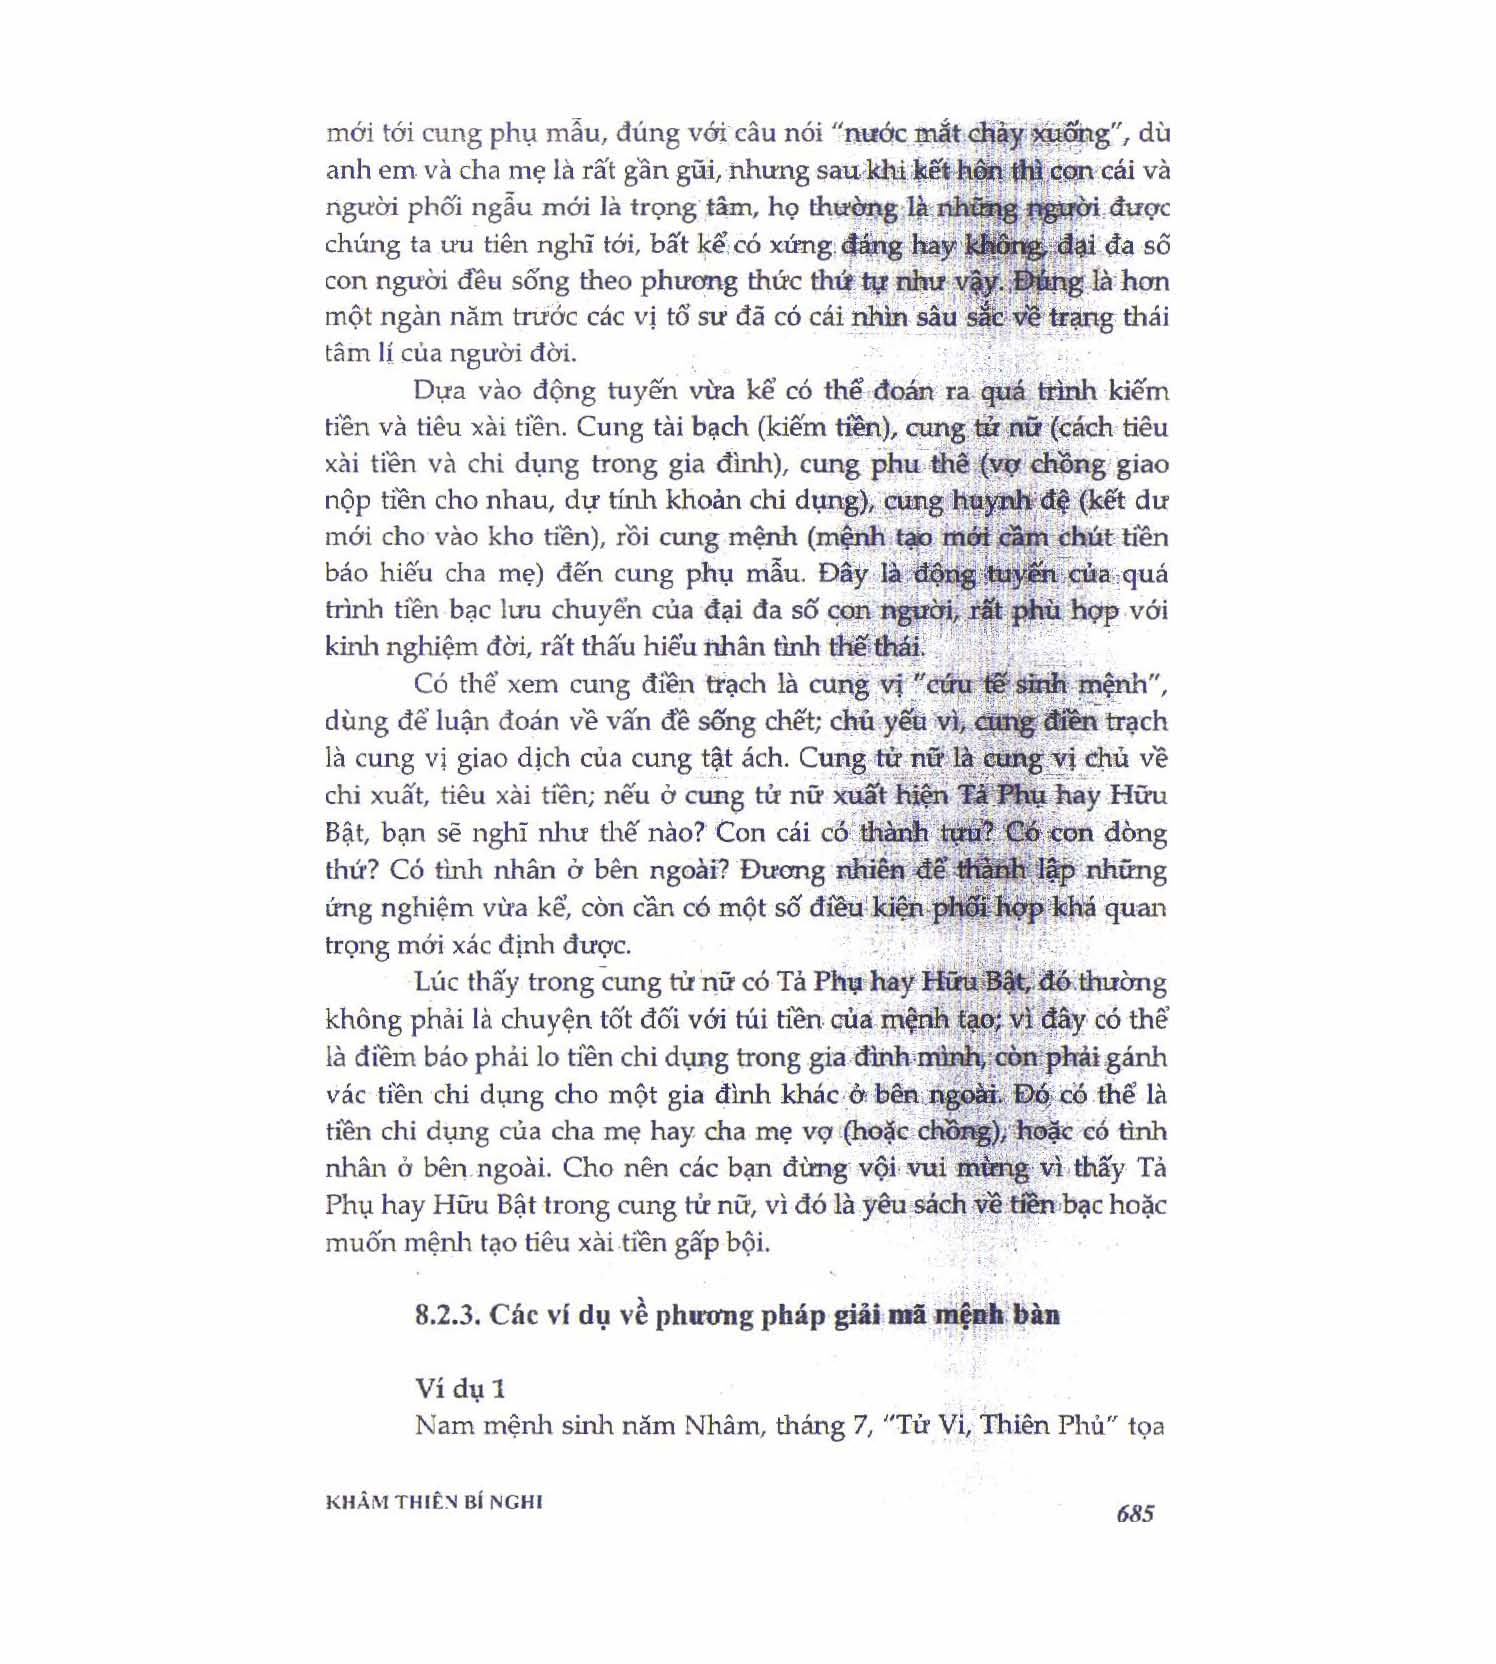 mới tới cung phụ mẫu, đúng với câu nói "nước mắt chảy xuống", dù
anh em và cha mẹ là rất gần gũi, nhưng sau khi kết hôn thì con cái và
người phối ngẫu mới là trọng tâm, họ thường là những người được
chúng ta ưu tiên nghĩ tới, bất kể có xứng đáng hay không, đại đa số
con người đều sống theo phương thức thứ tự như vậy. Đúng là hơn
một ngàn năm trước các vị tổ sư đã có cái nhìn sâu sắc về trạng thái
tâm lí của người đời.
Dựa vào động tuyến vừa kể có thể đoán ra quá trình kiếm
tiền và tiêu xài tiền. Cung tài bạch (kiếm tiền), cung tử nữ (cách tiêu
xài tiền và chi dụng trong gia đình), cung phu thê (vợ chồng giao
nộp tiền cho nhau, dự tính khoản chi dụng), cung huynh đệ (kết dư
mới cho vào kho tiền), rồi cung mệnh (mệnh tạo mới cầm chút tiền
báo hiếu cha mẹ) đến cung phụ mẫu. Đây là động tuyến của quá
trình tiền bạc lưu chuyển của đại đa số con người, rất phù hợp với
kinh nghiệm đời, rất thấu hiểu nhân tình thế thái.
Có thể xem cung điền trạch là cung vị "cứu tế sinh mệnh",
dùng để luận đoán về vấn đề sống chết; chủ yếu vì, cung điền trạch
là cung vị giao dịch của cung tật ách. Cung tử nữ là cung vị chủ về
chi xuất, tiêu xài tiền; nếu ở cung tử nữ xuất hiện Tả Phụ hay Hữu
Bật, bạn sẽ nghĩ như thế nào? Con cái có thành tựu? Có con dòng
thứ? Có tình nhân ở bên ngoài? Đương nhiên để thành lập những
ứng nghiệm vừa kể, còn cần có một số điều kiện phối hợp khá quan
trọng mới xác định được.
Lúc thấy trong cung tử nữ có Tả Phụ hay Hữu Bật, đó thường
không phải là chuyện tốt đối với túi tiền của mệnh tạo; vì đây có thể
là điềm báo phải lo tiền chi dụng trong gia đình mình, còn phải gánh
vác tiền chi dụng cho một gia đình khác ở bên ngoài. Đó có thể là
tiền chi dụng của cha mẹ hay cha mẹ vợ (hoặc chồng), hoặc có tình
nhân ở bên ngoài. Cho nên các bạn đừng vội vui mừng vì thấy Tả
Phụ hay Hữu Bật trong cung tử nữ, vì đó là yêu sách về tiền bạc hoặc
muốn mệnh tạo tiêu xài tiền gấp bội.
8.2.3. Các ví dụ về phương pháp giải mã mệnh bàn
Ví dụ 1
Nam mệnh sinh năm Nhâm, tháng 7, "Tử Vi, Thiên Phủ" tọa
KHÂM THIÊN BÍ NGHI
685